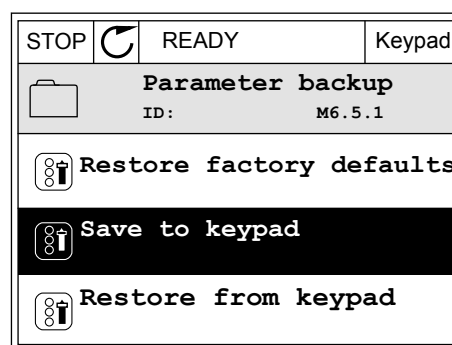 STOP READY Keypad
Parameter backup
ID: M6.5.1
Restore factory defaults
Save to keypad
Restore from keypad